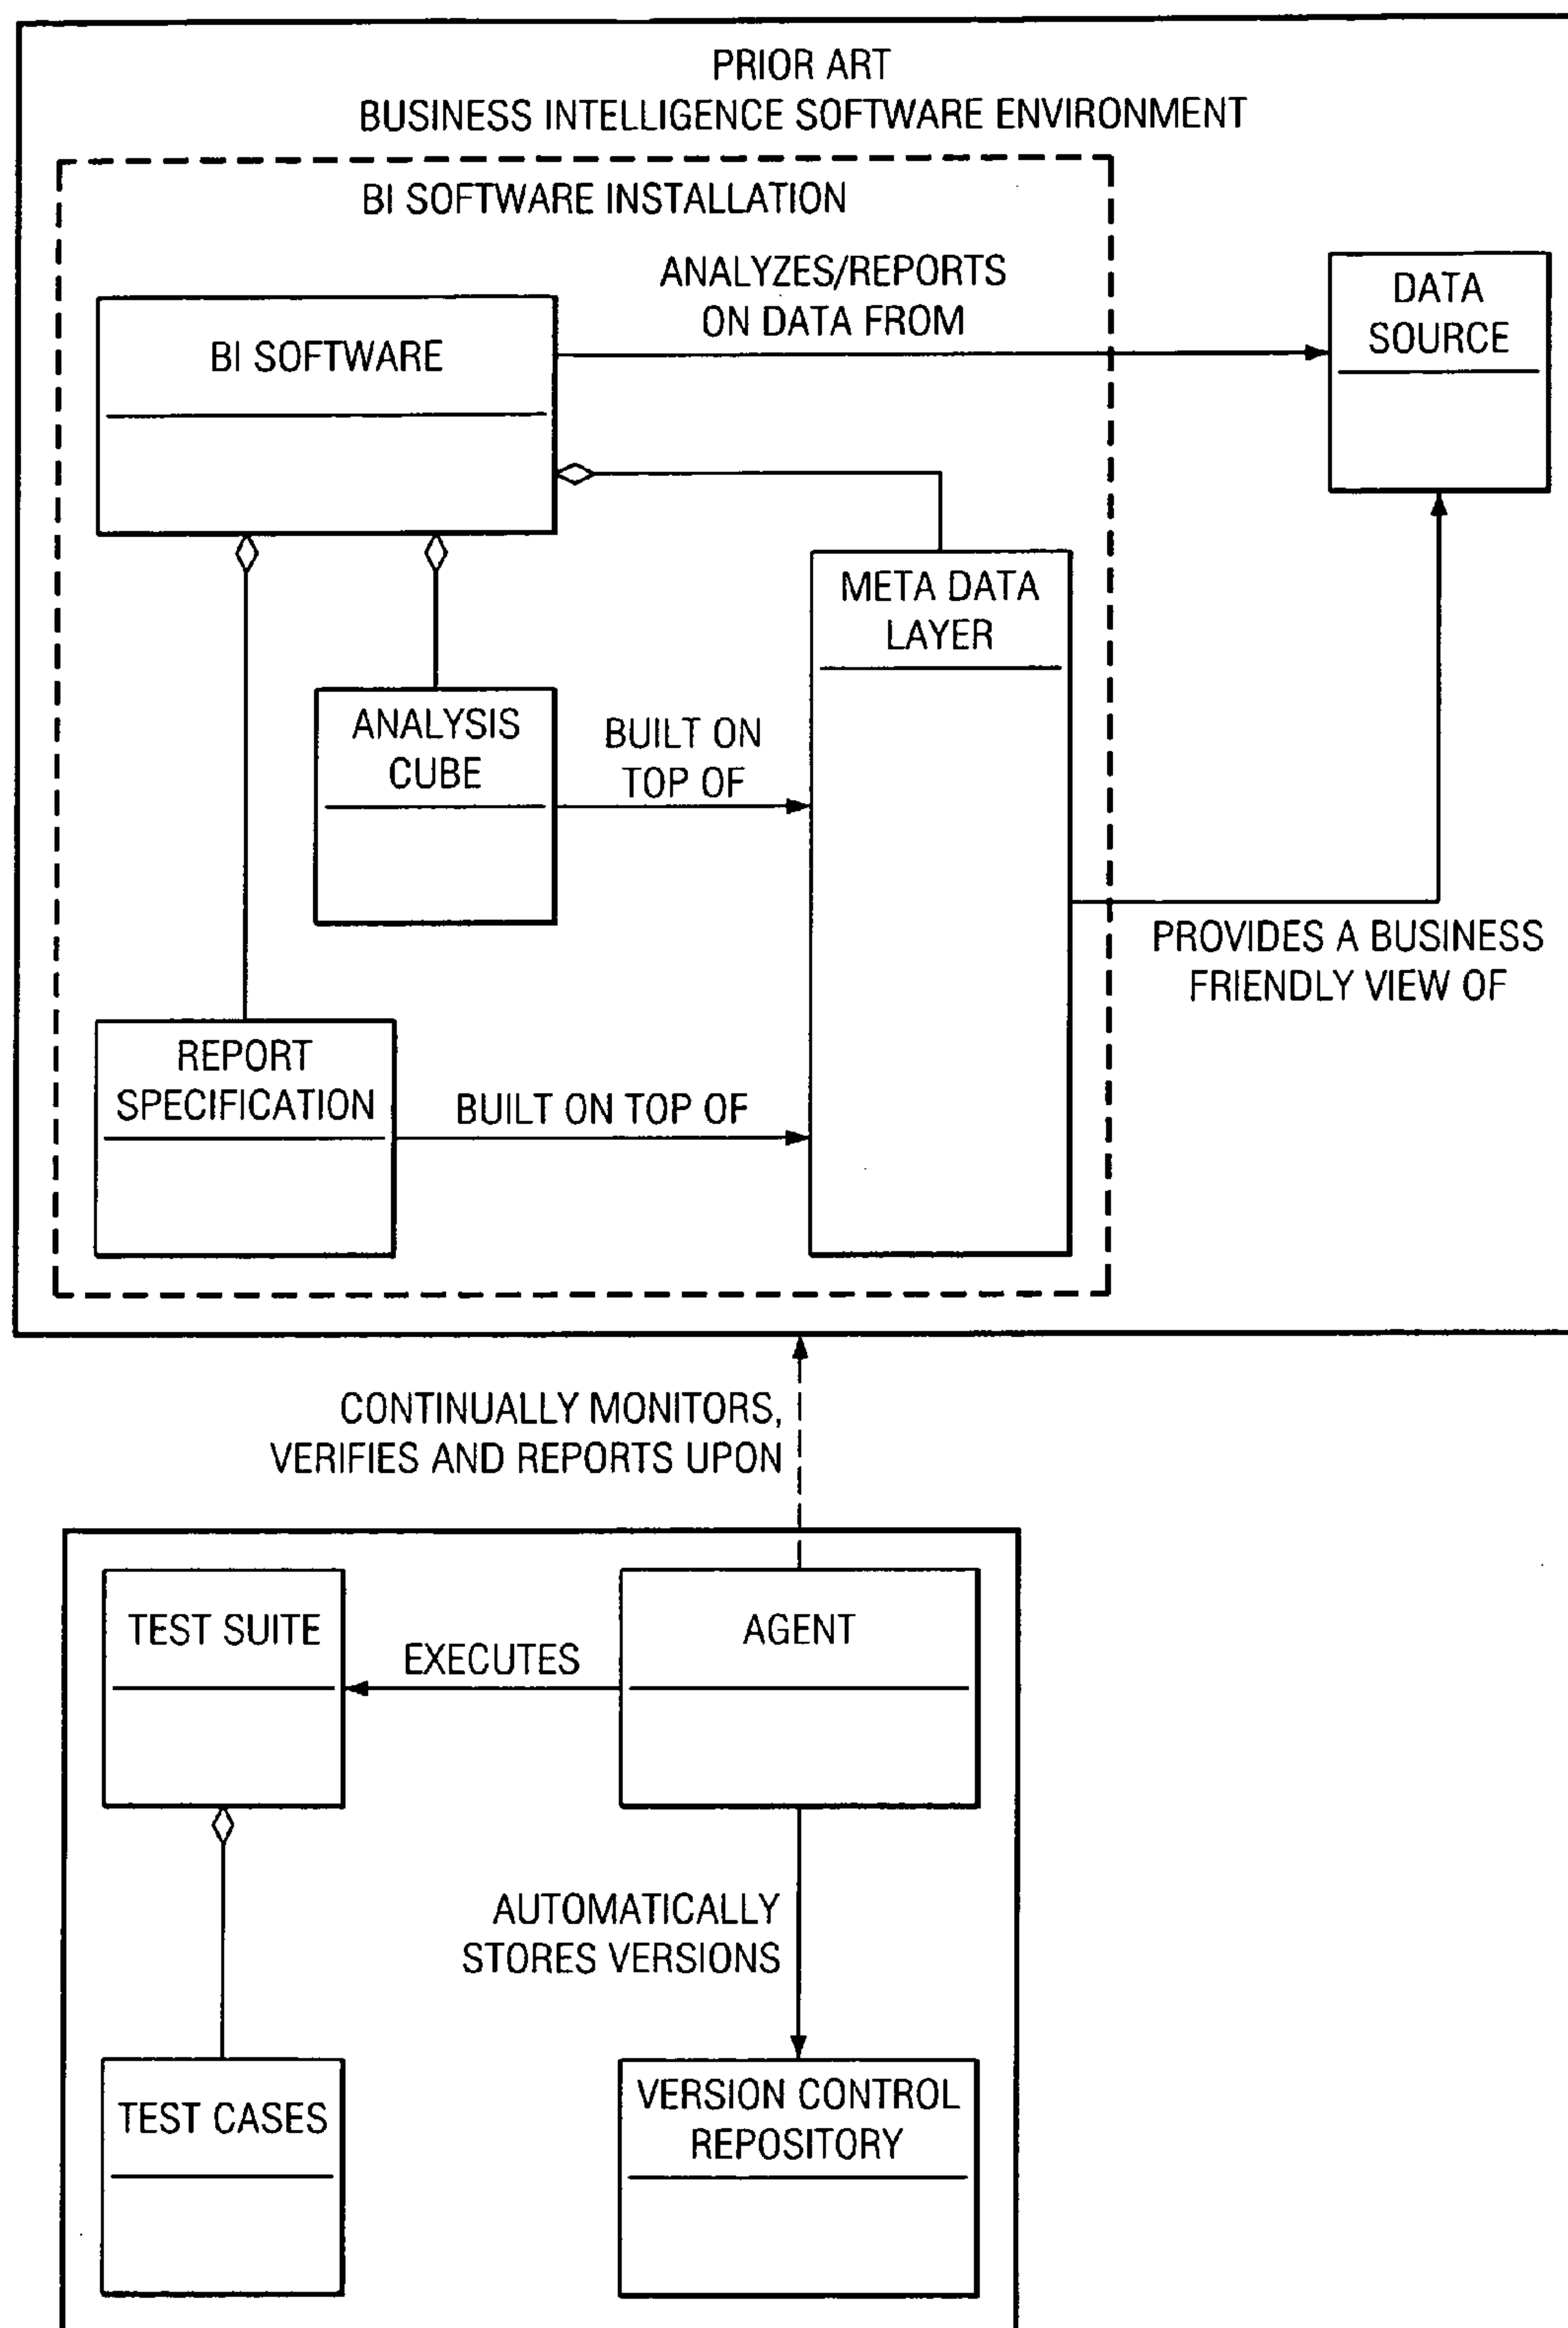 PRIOR ART
BUSINESS INTELLIGENCE SOFTWARE ENVIRONMENT
BI SOFTWARE INSTALLATION
ANALYZES/REPORTS
ON DATA FROM
DATA
SOURCE
BI SOFTWARE
META DATA
LAYER
ANALYSIS
CUBE
BUILT ON
TOP OF
PROVIDES A BUSINESS
FRIENDLY VIEW OF
REPORT
SPECIFICATION
BUILT ON TOP OF
CONTINUALLY MONITORS,
VERIFIES AND REPORTS UPON
TEST SUITE
EXECUTES
AGENT
AUTOMATICALLY
STORES VERSIONS
TEST CASES
VERSION CONTROL
REPOSITORY